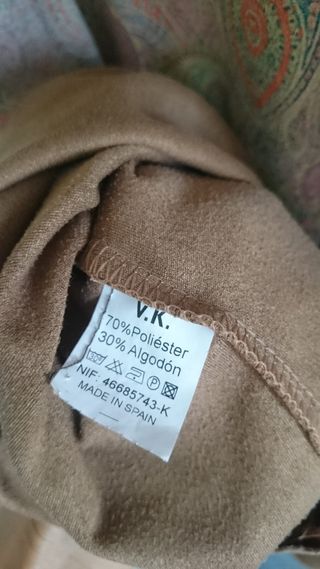 V.K.
70%Poliéster
30% Algodón
NIF: 46685743-K
MADE IN SPAIN